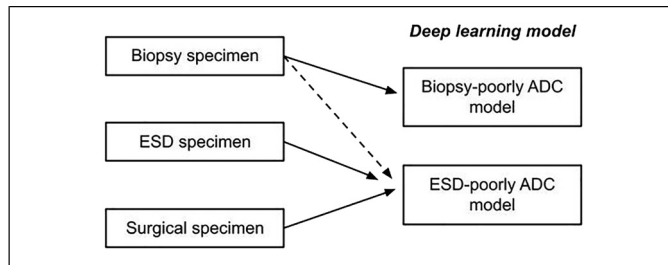 Deep learning model
Biopsy specimen
Biopsy-poorly ADC
model
ESD specimen
ESD-poorly ADC
model
Surgical specimen